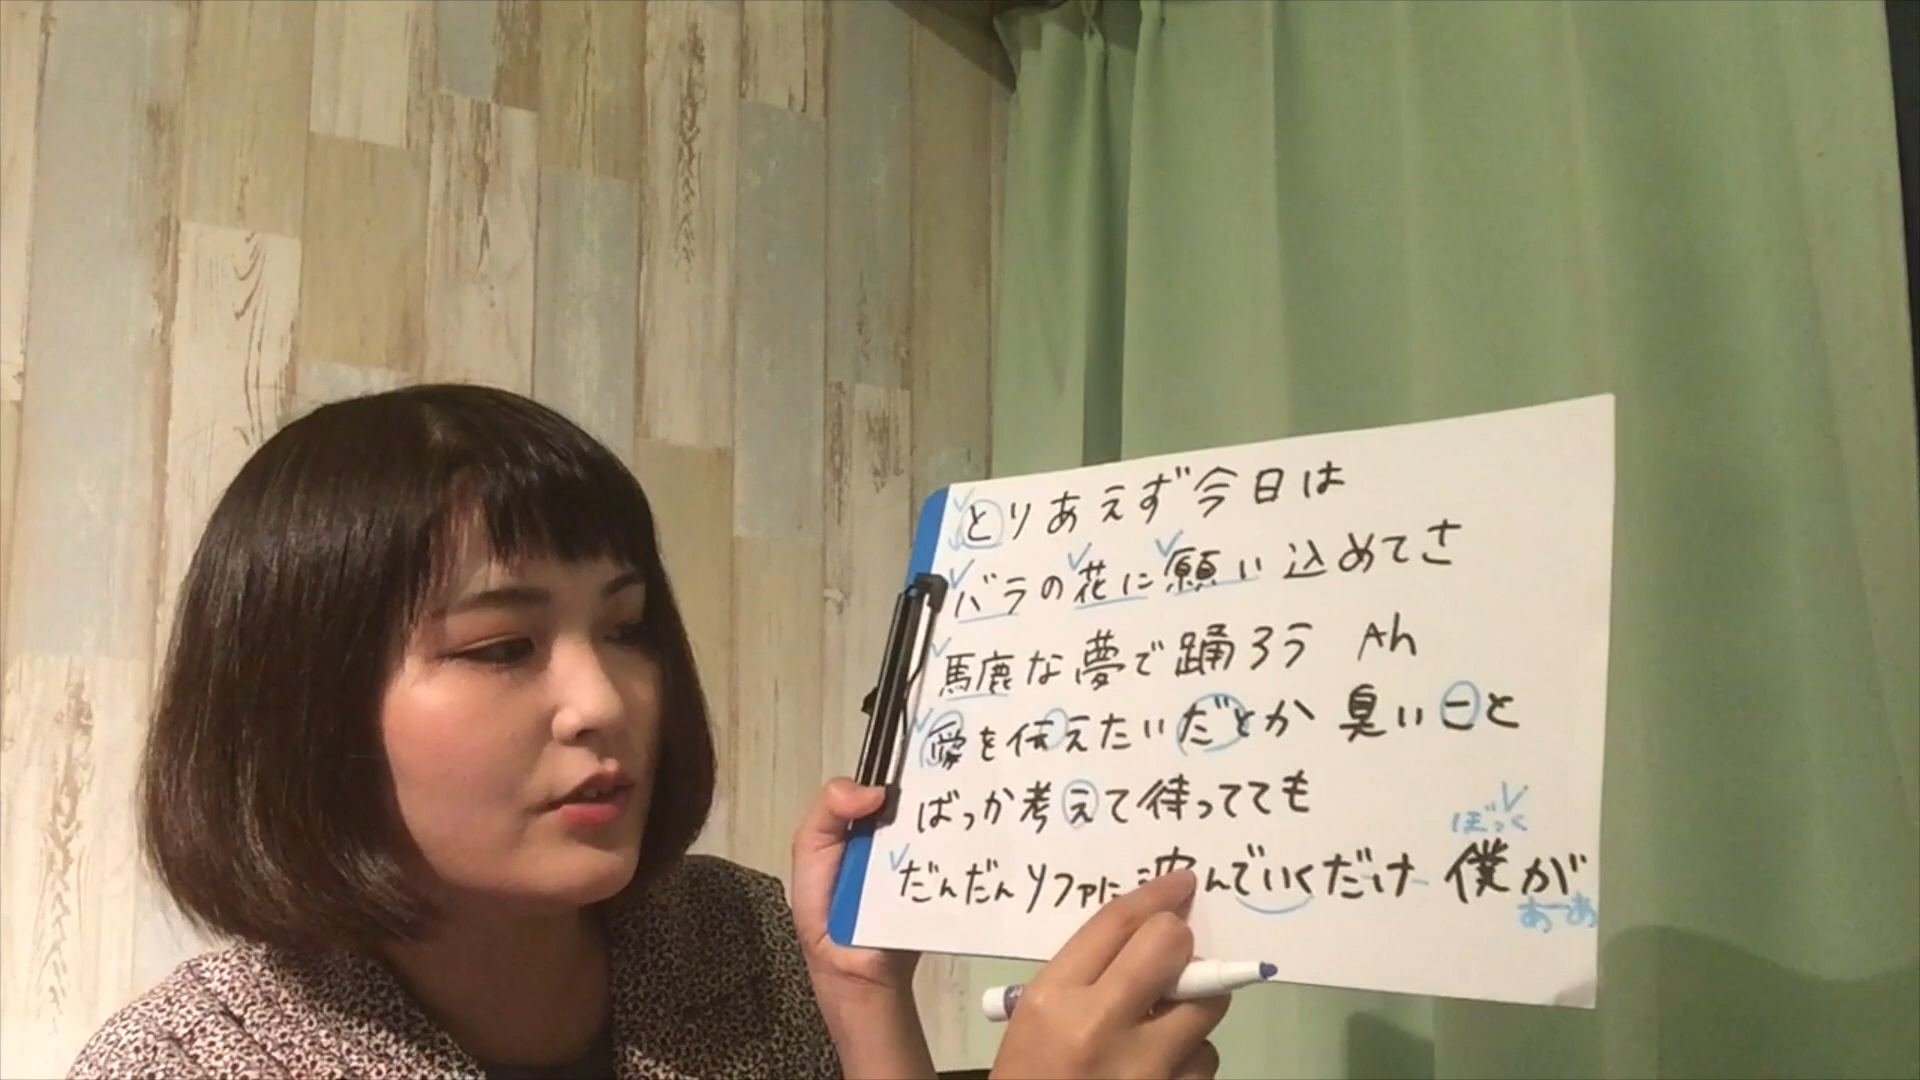 とりあえず今日は
バラの花に願い込めてさ
馬鹿な夢で踊ろう Ah
愛を伝えたいだとか 臭いこと
ばっか考えて待ってても
ぼっく
だんだんソファに沈んでいくだけ 僕が
あーあ